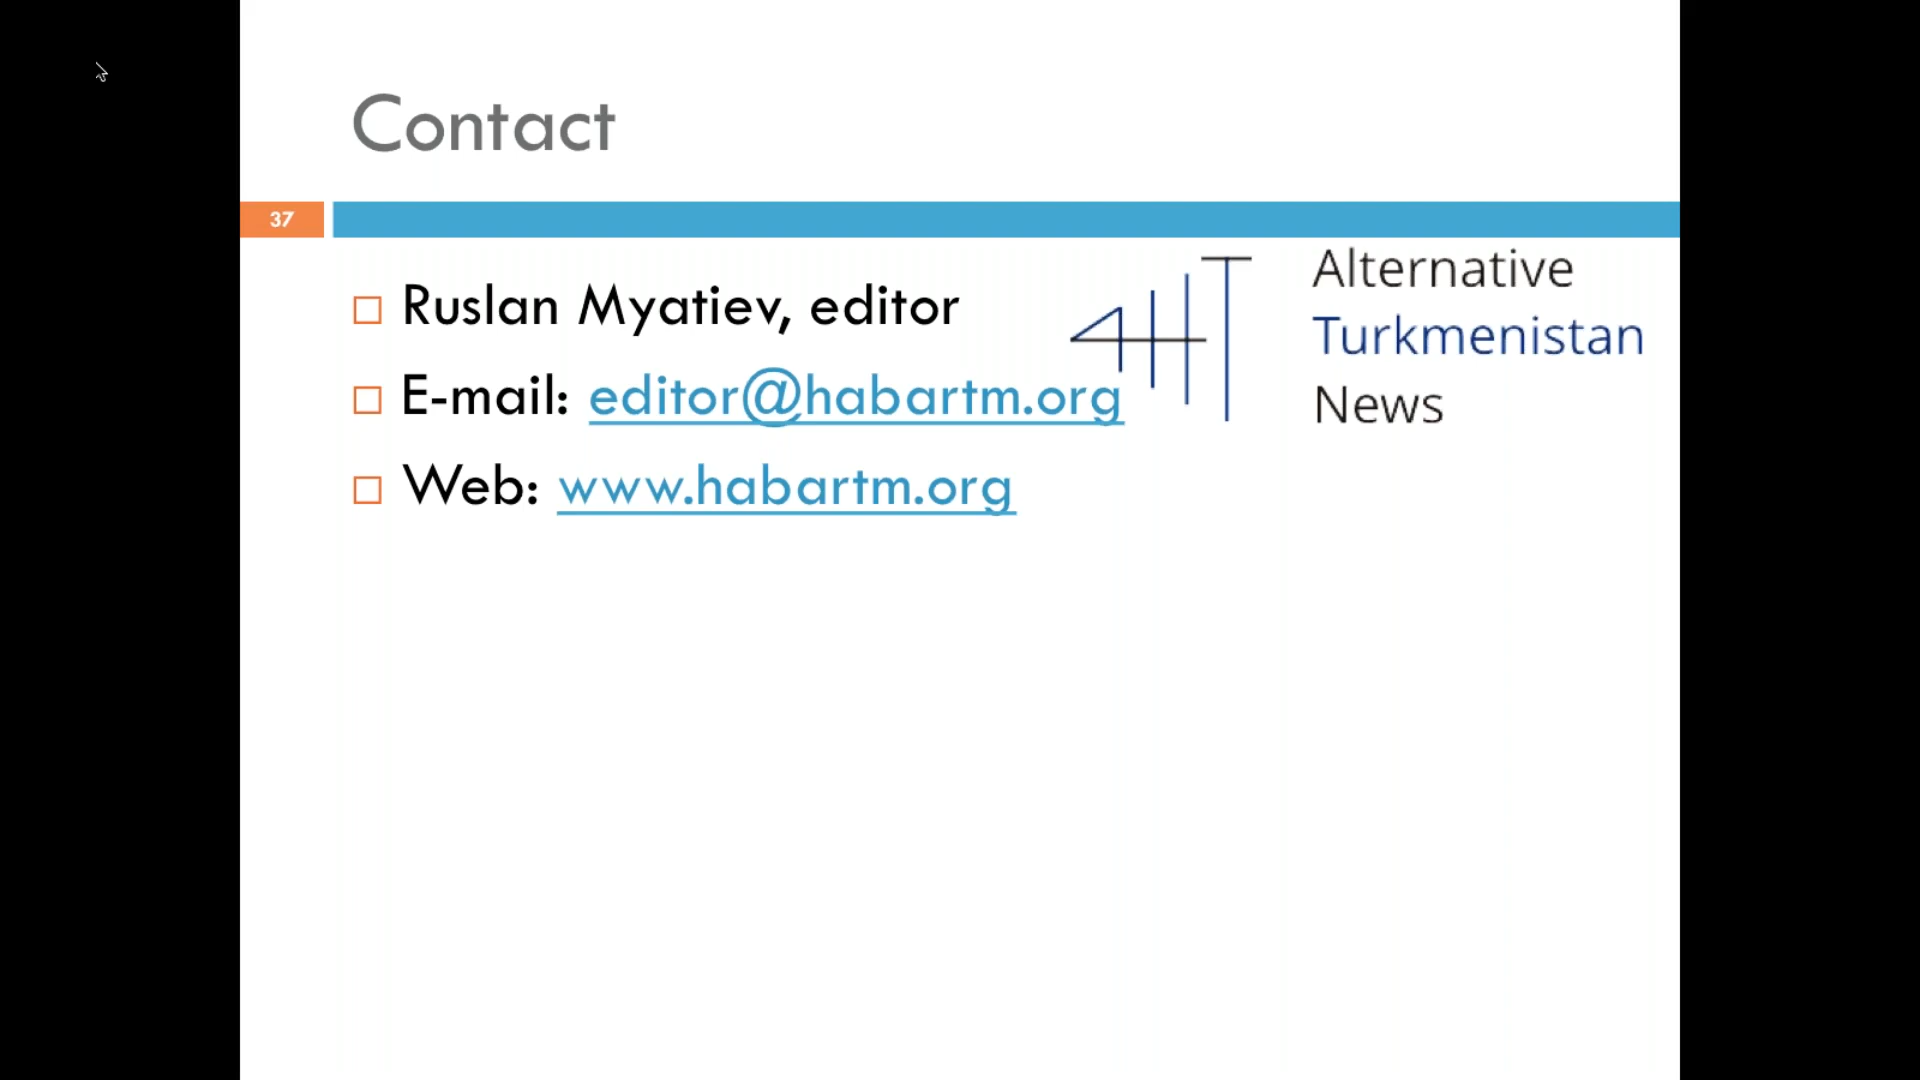 Contact
37
Ruslan Myatiev, editor
E-mail: editor@habartm.org
Web: www.habartm.org
Alternative
Turkmenistan
News